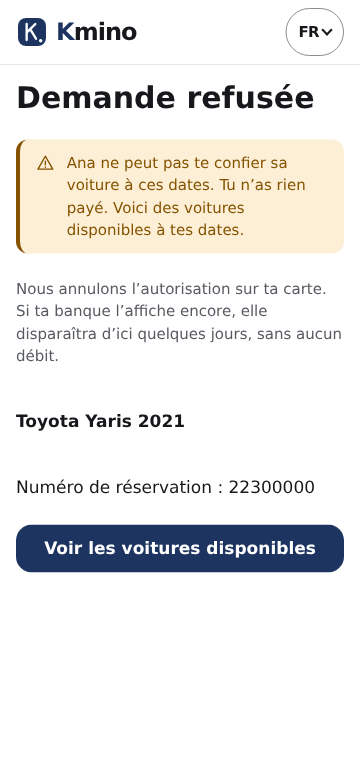 Kmino
FR
Demande refusée
Ana ne peut pas te confier sa
voiture à ces dates. Tu n’as rien
payé. Voici des voitures
disponibles à tes dates.
Nous annulons l’autorisation sur ta carte.
Si ta banque l’affiche encore, elle
disparaîtra d’ici quelques jours, sans aucun
débit.
Toyota Yaris 2021
Numéro de réservation : 22300000
Voir les voitures disponibles